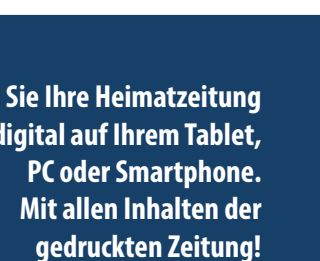 Sie Ihre Heimatzeitung
digital auf Ihrem Tablet,
PC oder Smartphone.
Mit allen Inhalten der
gedruckten Zeitung!